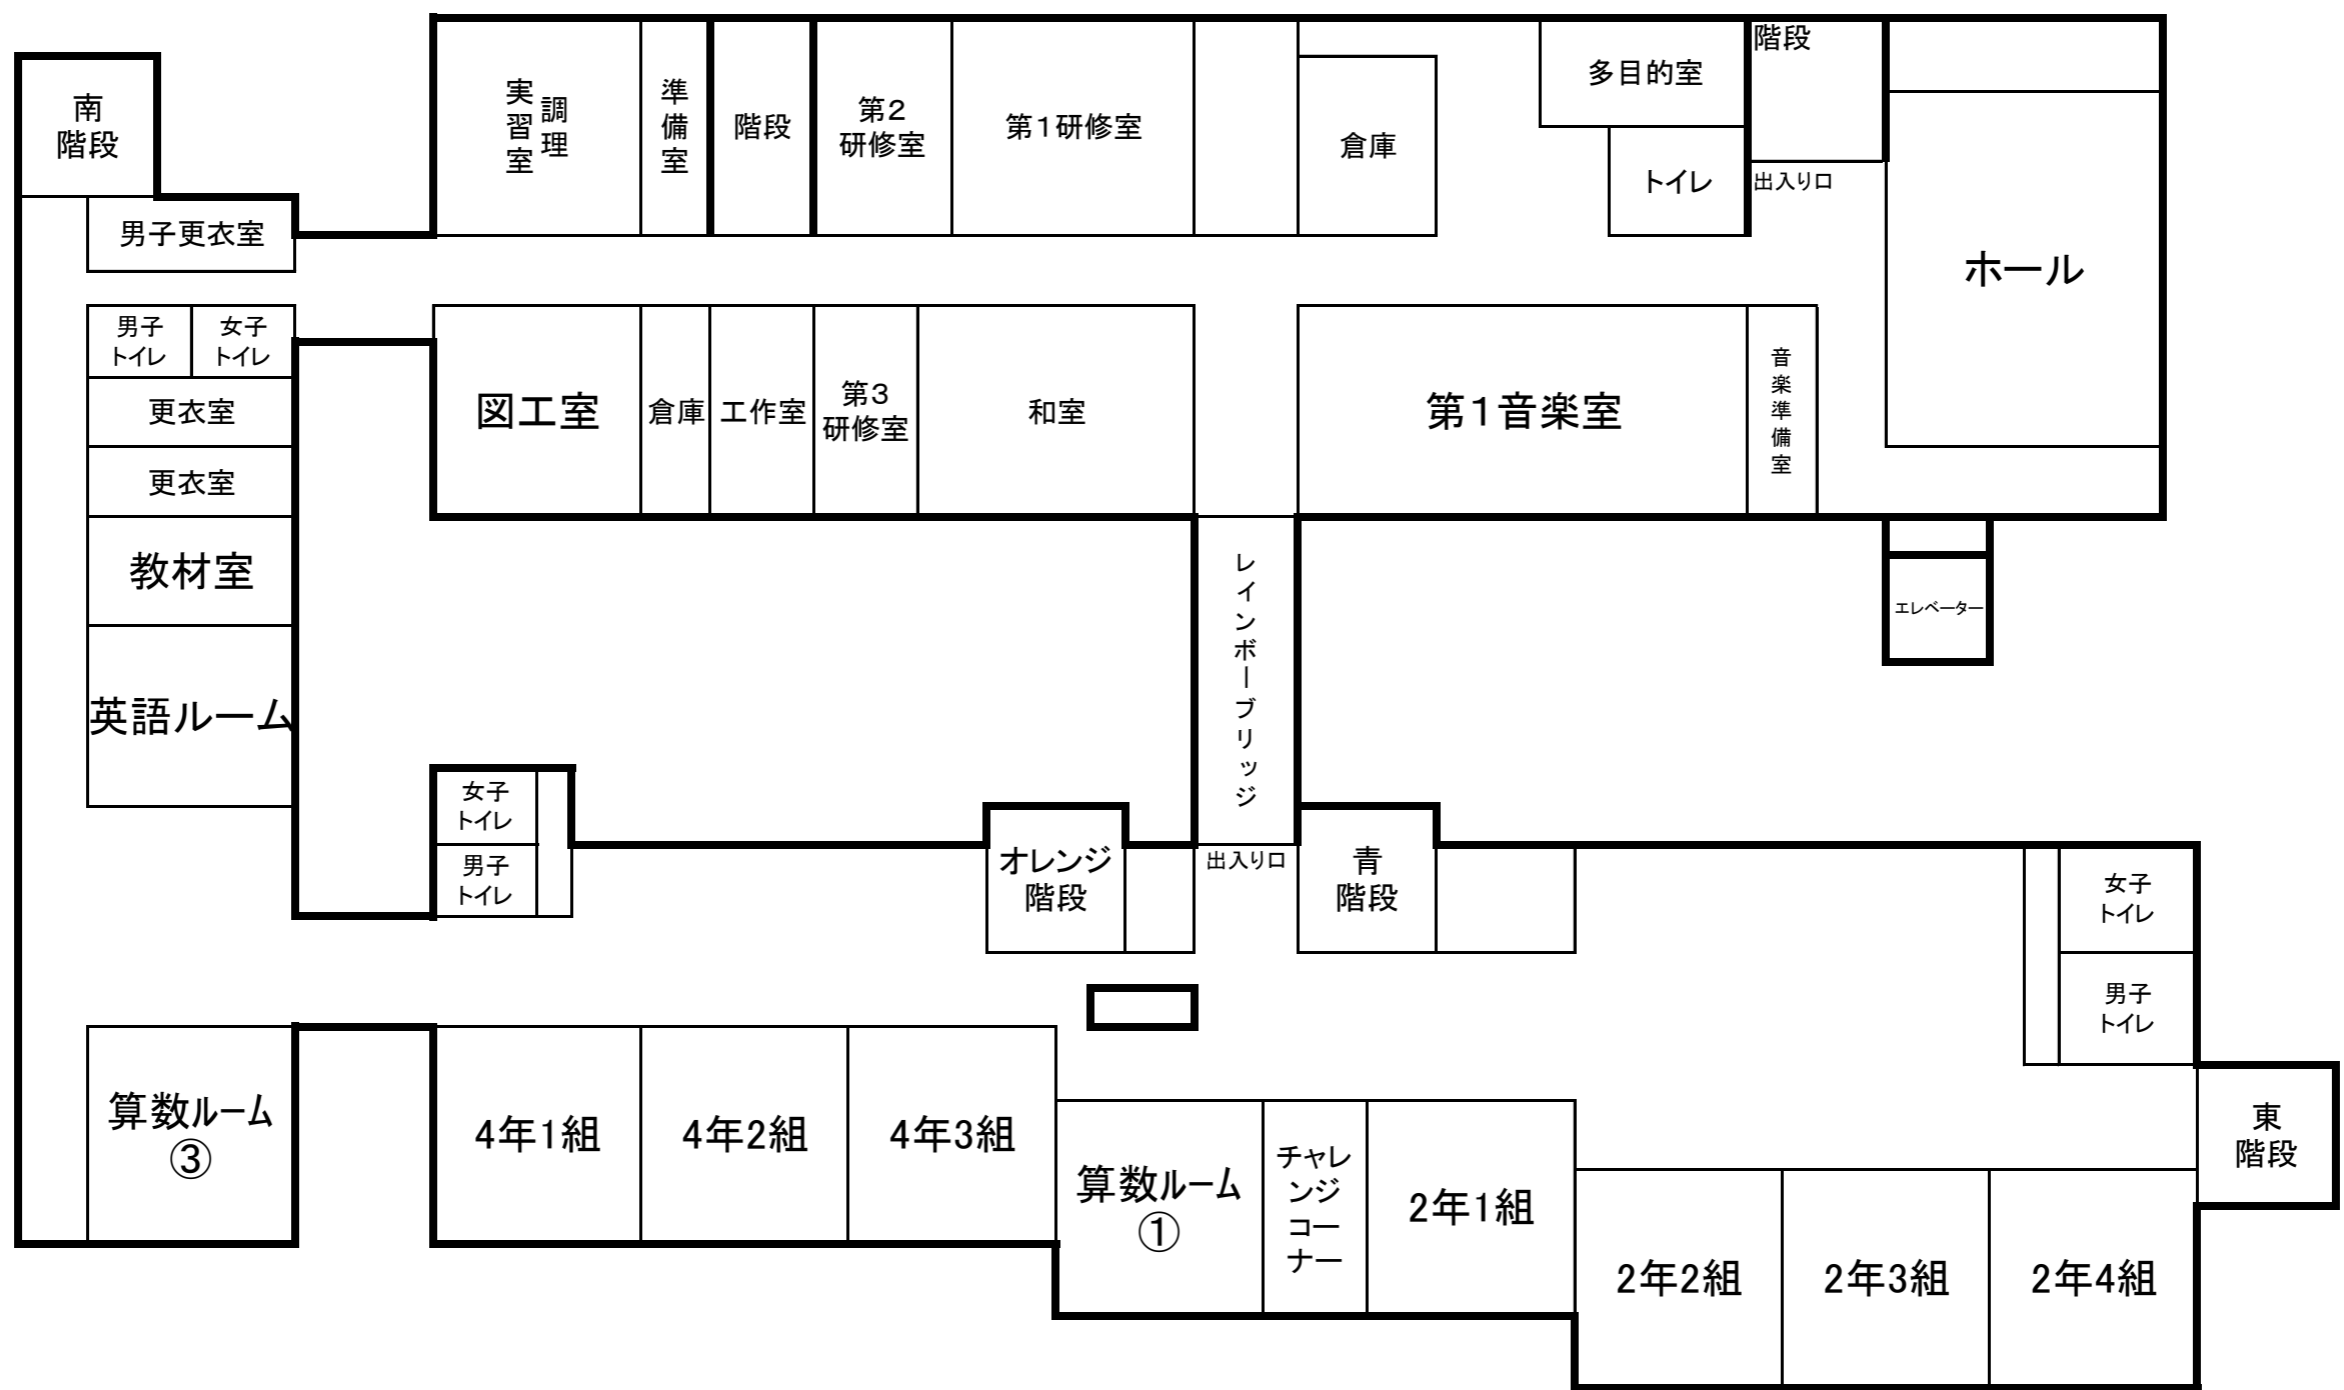 南
階段
男子更衣室
調理
実習室
準備室
階段
第2
研修室
第1研修室
倉庫
多目的室
トイレ
階段
出入り口
ホール
男子
トイレ
女子
トイレ
更衣室
更衣室
教材室
英語ルーム
図工室
倉庫
工作室
第3
研修室
和室
第1音楽室
音楽準備室
レインボーブリッジ
エレベーター
女子
トイレ
男子
トイレ
オレンジ
階段
出入り口
青
階段
女子
トイレ
男子
トイレ
東
階段
算数ルーム
③
4年1組
4年2組
4年3組
算数ルーム
①
チャレ
ンジ
コー
ナー
2年1組
2年2組
2年3組
2年4組